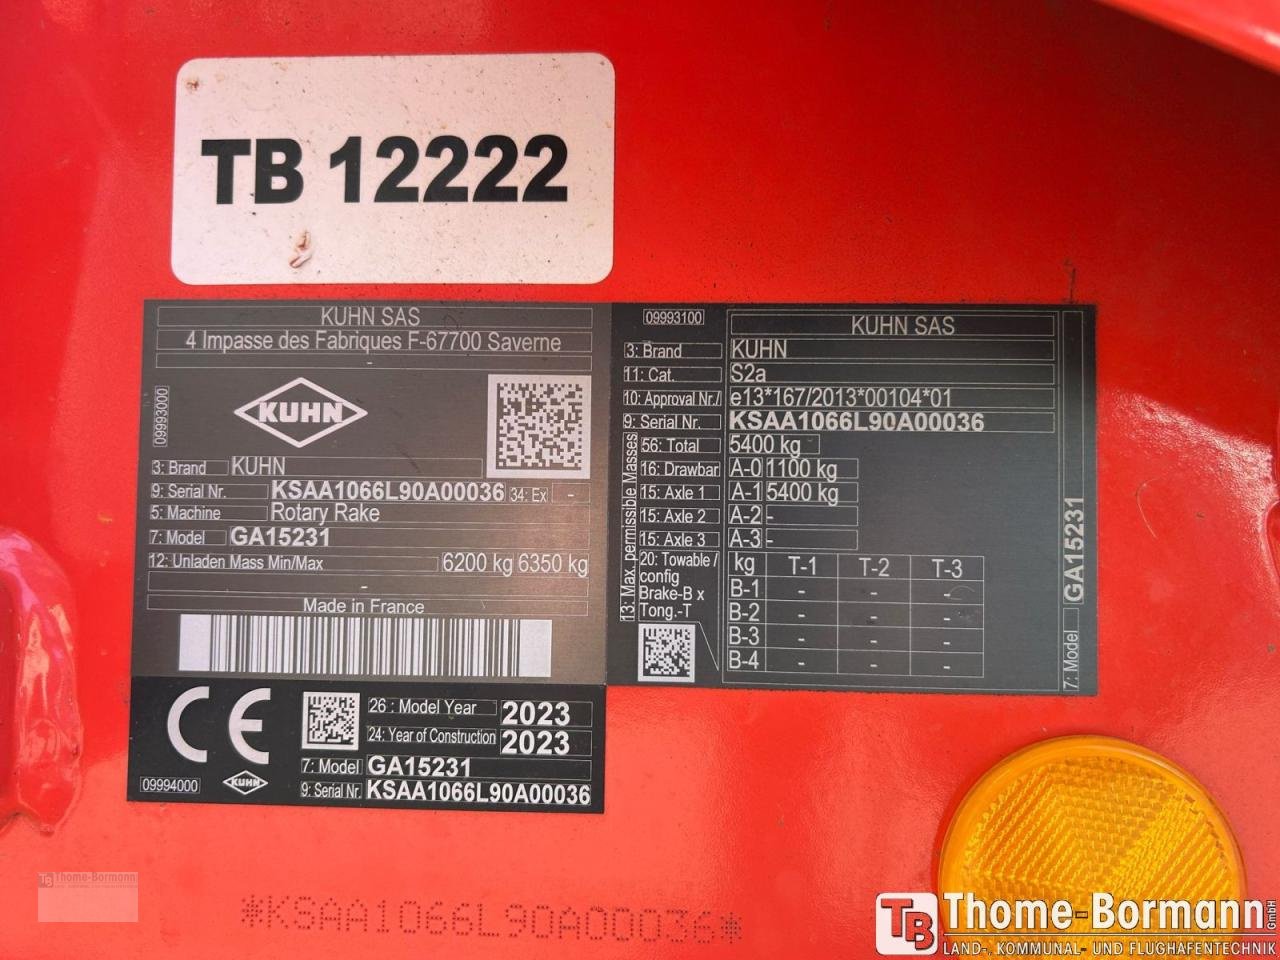 TB 12222
KUHN SAS
4 Impasse des Fabriques F-67700 Saverne
-
09993000
KUHN
3: Brand KUHN
9: Serial Nr. KSAA1066L90A00036 34: Ex -
5: Machine Rotary Rake
7: Model GA15231
12: Unladen Mass Min/Max 6200 kg 6350 kg
-
Made in France
CE
26 : Model Year 2023
24: Year of Construction 2023
7: Model GA15231
9: Serial Nr. KSAA1066L90A00036
09994000
KUHN
09993100
KUHN SAS
3: Brand KUHN
11: Cat. S2a
10: Approval Nr./ e13*167/2013*00104*01
9: Serial Nr. KSAA1066L90A00036
13: Max. permissible Masses
56: Total 5400 kg
16: Drawbar A-0 1100 kg
15: Axle 1 A-1 5400 kg
15: Axle 2 A-2 -
15: Axle 3 A-3 -
20: Towable /
config
Brake-B x
Tong.-T
kg T-1 T-2 T-3
B-1 - - -
B-2 - - -
B-3 - - -
B-4 - - -
7: Model GA15231
*KSAA1066L90A00036*
TB Thome-Bormann
TB Thome-Bormann GmbH
LAND-, KOMMUNAL- UND FLUGHAFENTECHNIK